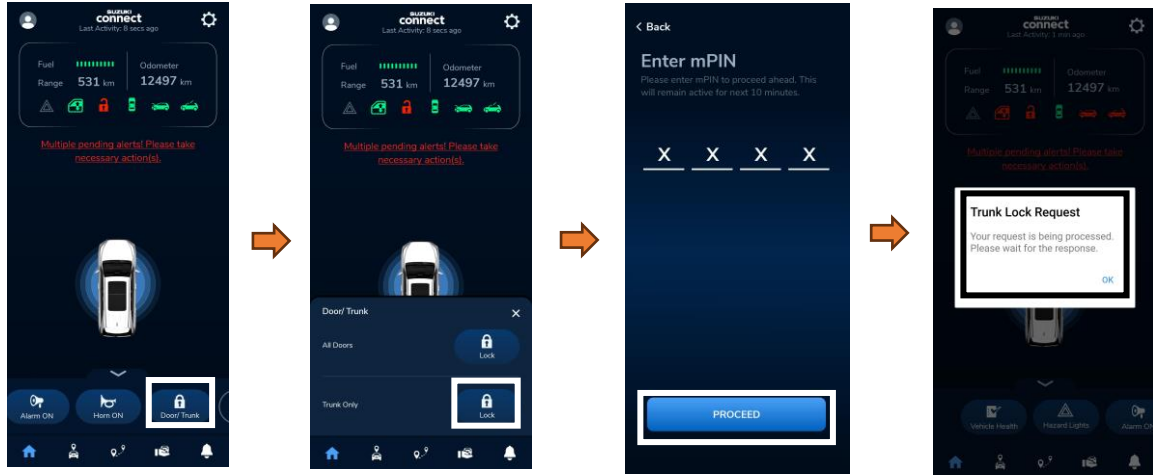 SUZUKI
connect
Last Activity: 8 secs ago
Fuel
Odometer
Range 531 km
12497 km
Multiple pending alerts! Please take
necessary action(s).
Alarm ON
Horn ON
Door/ Trunk
SUZUKI
connect
Last Activity: 8 secs ago
Fuel
Odometer
Range 531 km
12497 km
Multiple pending alerts! Please take
necessary action(s).
Door/ Trunk
X
All Doors
Lock
Trunk Only
Lock
< Back
Enter mPIN
Please enter mPIN to proceed ahead. This
will remain active for next 10 minutes.
X X X X
PROCEED
SUZUKI
connect
Last Activity: 1 min ago
Fuel
Odometer
Range 531 km
12497 km
Multiple pending alerts! Please take
necessary action(s).
Trunk Lock Request
Your request is being processed.
Please wait for the response.
OK
Vehicle Health
Hazard Lights
Alarm ON